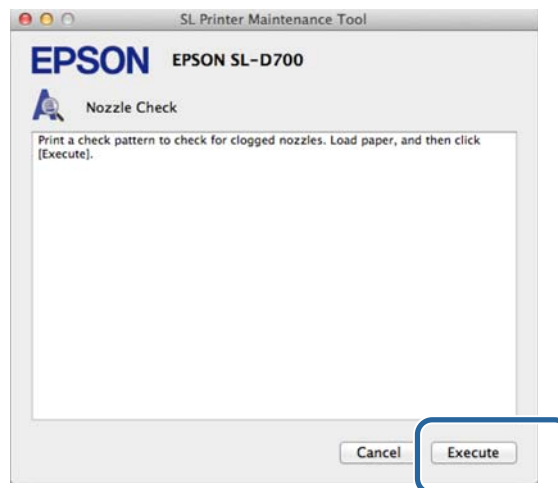 SL Printer Maintenance Tool
EPSON EPSON SL-D700
Nozzle Check
Print a check pattern to check for clogged nozzles. Load paper, and then click
[Execute].
Cancel Execute